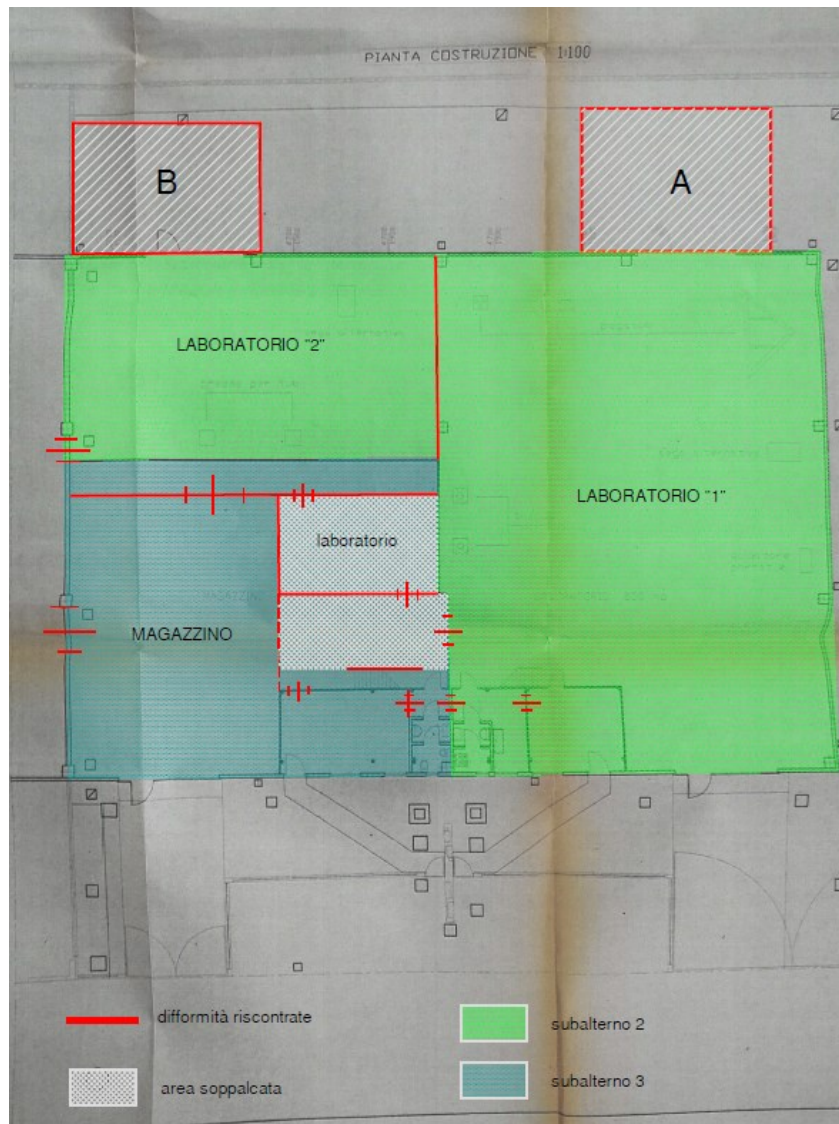 PIANTA COSTRUZIONE 1:100
B
A
LABORATORIO "2"
LABORATORIO "1"
laboratorio
MAGAZZINO
difformità riscontrate
subalterno 2
area soppalcata
subalterno 3